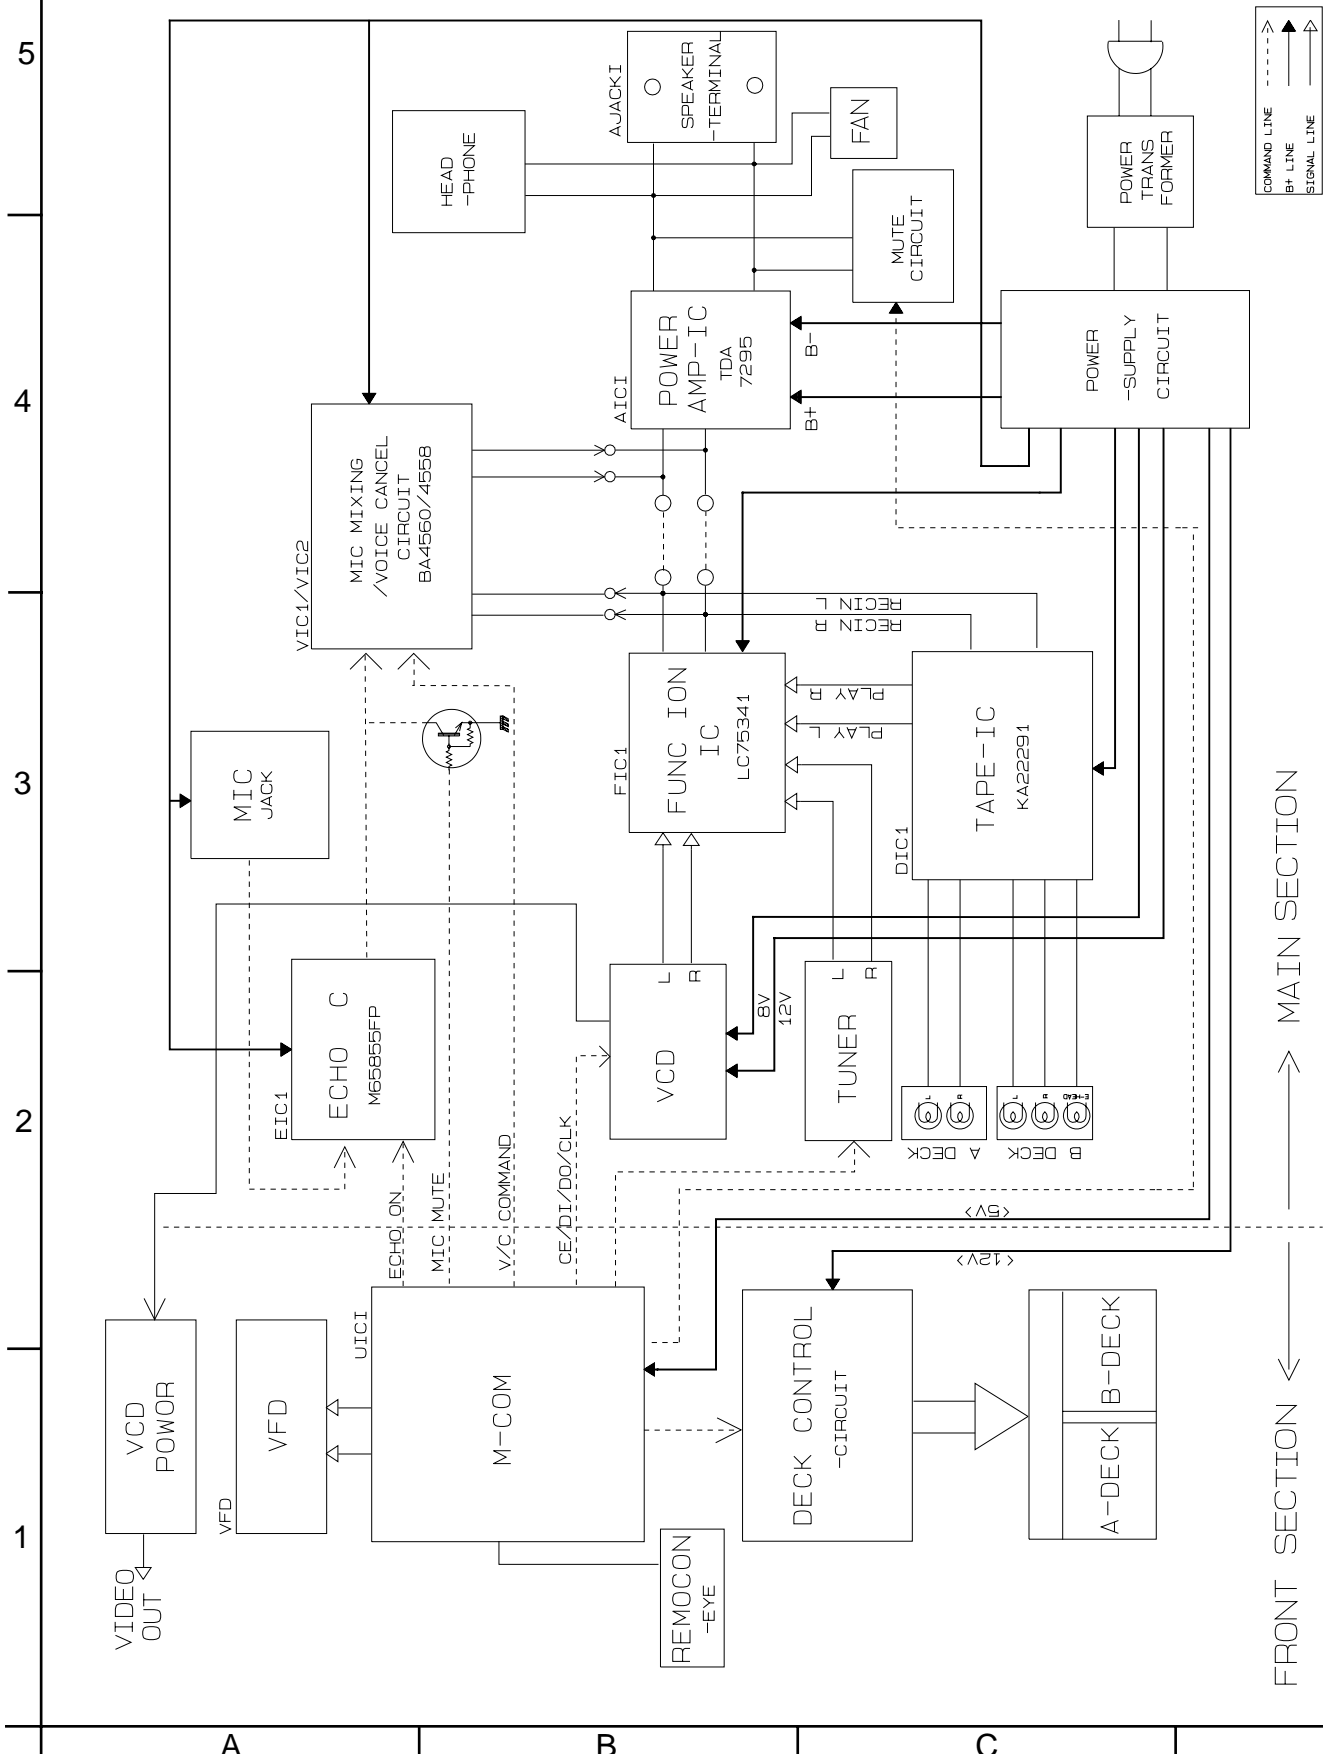 5
4
3
2
1
A
B
C
COMMAND LINE
B+ LINE
SIGNAL LINE
AJACK1
SPEAKER
-TERMINAL
HEAD
-PHONE
FAN
POWER
TRANS
FORMER
MUTE
CIRCUIT
AIC1
POWER
AMP-IC
TDA
7295
B-
B+
POWER
-SUPPLY
CIRCUIT
VIC1/VIC2
MIC MIXING
/VOICE CANCEL
CIRCUIT
BA4560/4558
RECIN L
RECIN R
MIC
JACK
FIC1
FUNC ION
IC
LC75341
PLAY R
PLAY L
DIC1
TAPE-IC
KA22291
EIC1
ECHO C
M65855FP
L
R
VCD
8V
12V
L
R
TUNER
L
R
A DECK
L
R
E-HEAD
B DECK
ECHO ON
MIC MUTE
V/C COMMAND
CE/DI/DO/CLK
<5V>
<12V>
VCD
POWOR
VIDEO
OUT
VFD
VFD
UIC1
M-COM
REMOCON
-EYE
DECK CONTROL
-CIRCUIT
A-DECK
B-DECK
FRONT SECTION
MAIN SECTION